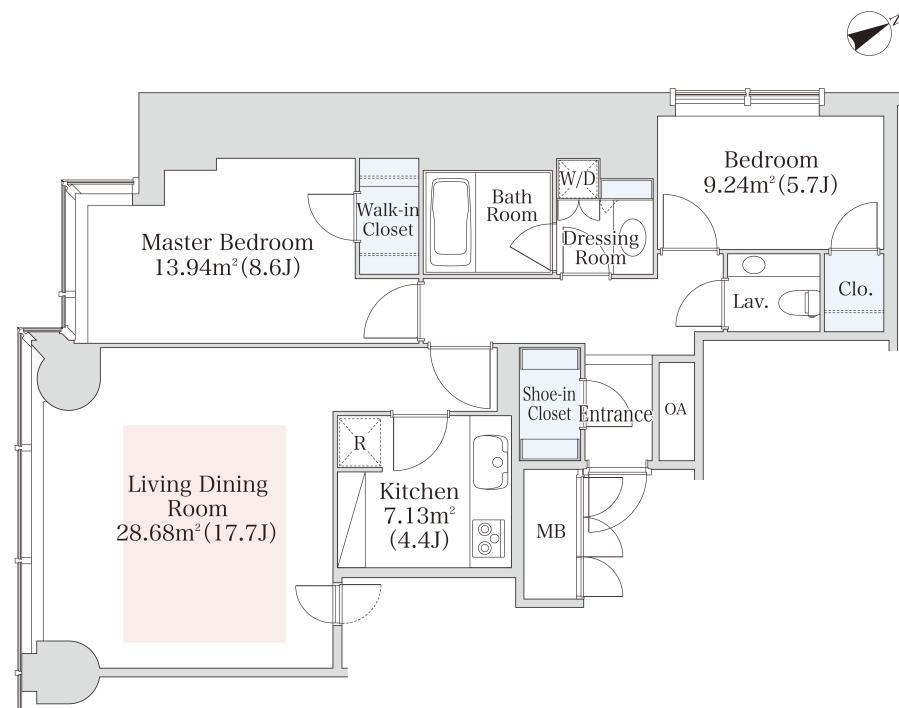 N
Bedroom
9.24m²(5.7J)
W/D
Bath
Room
Walk-in
Closet
Dressing
Room
Master Bedroom
13.94m²(8.6J)
Lav.
Clo.
Shoe-in
Closet
Entrance
OA
R
Kitchen
7.13m²
(4.4J)
Living Dining
Room
28.68m²(17.7J)
MB